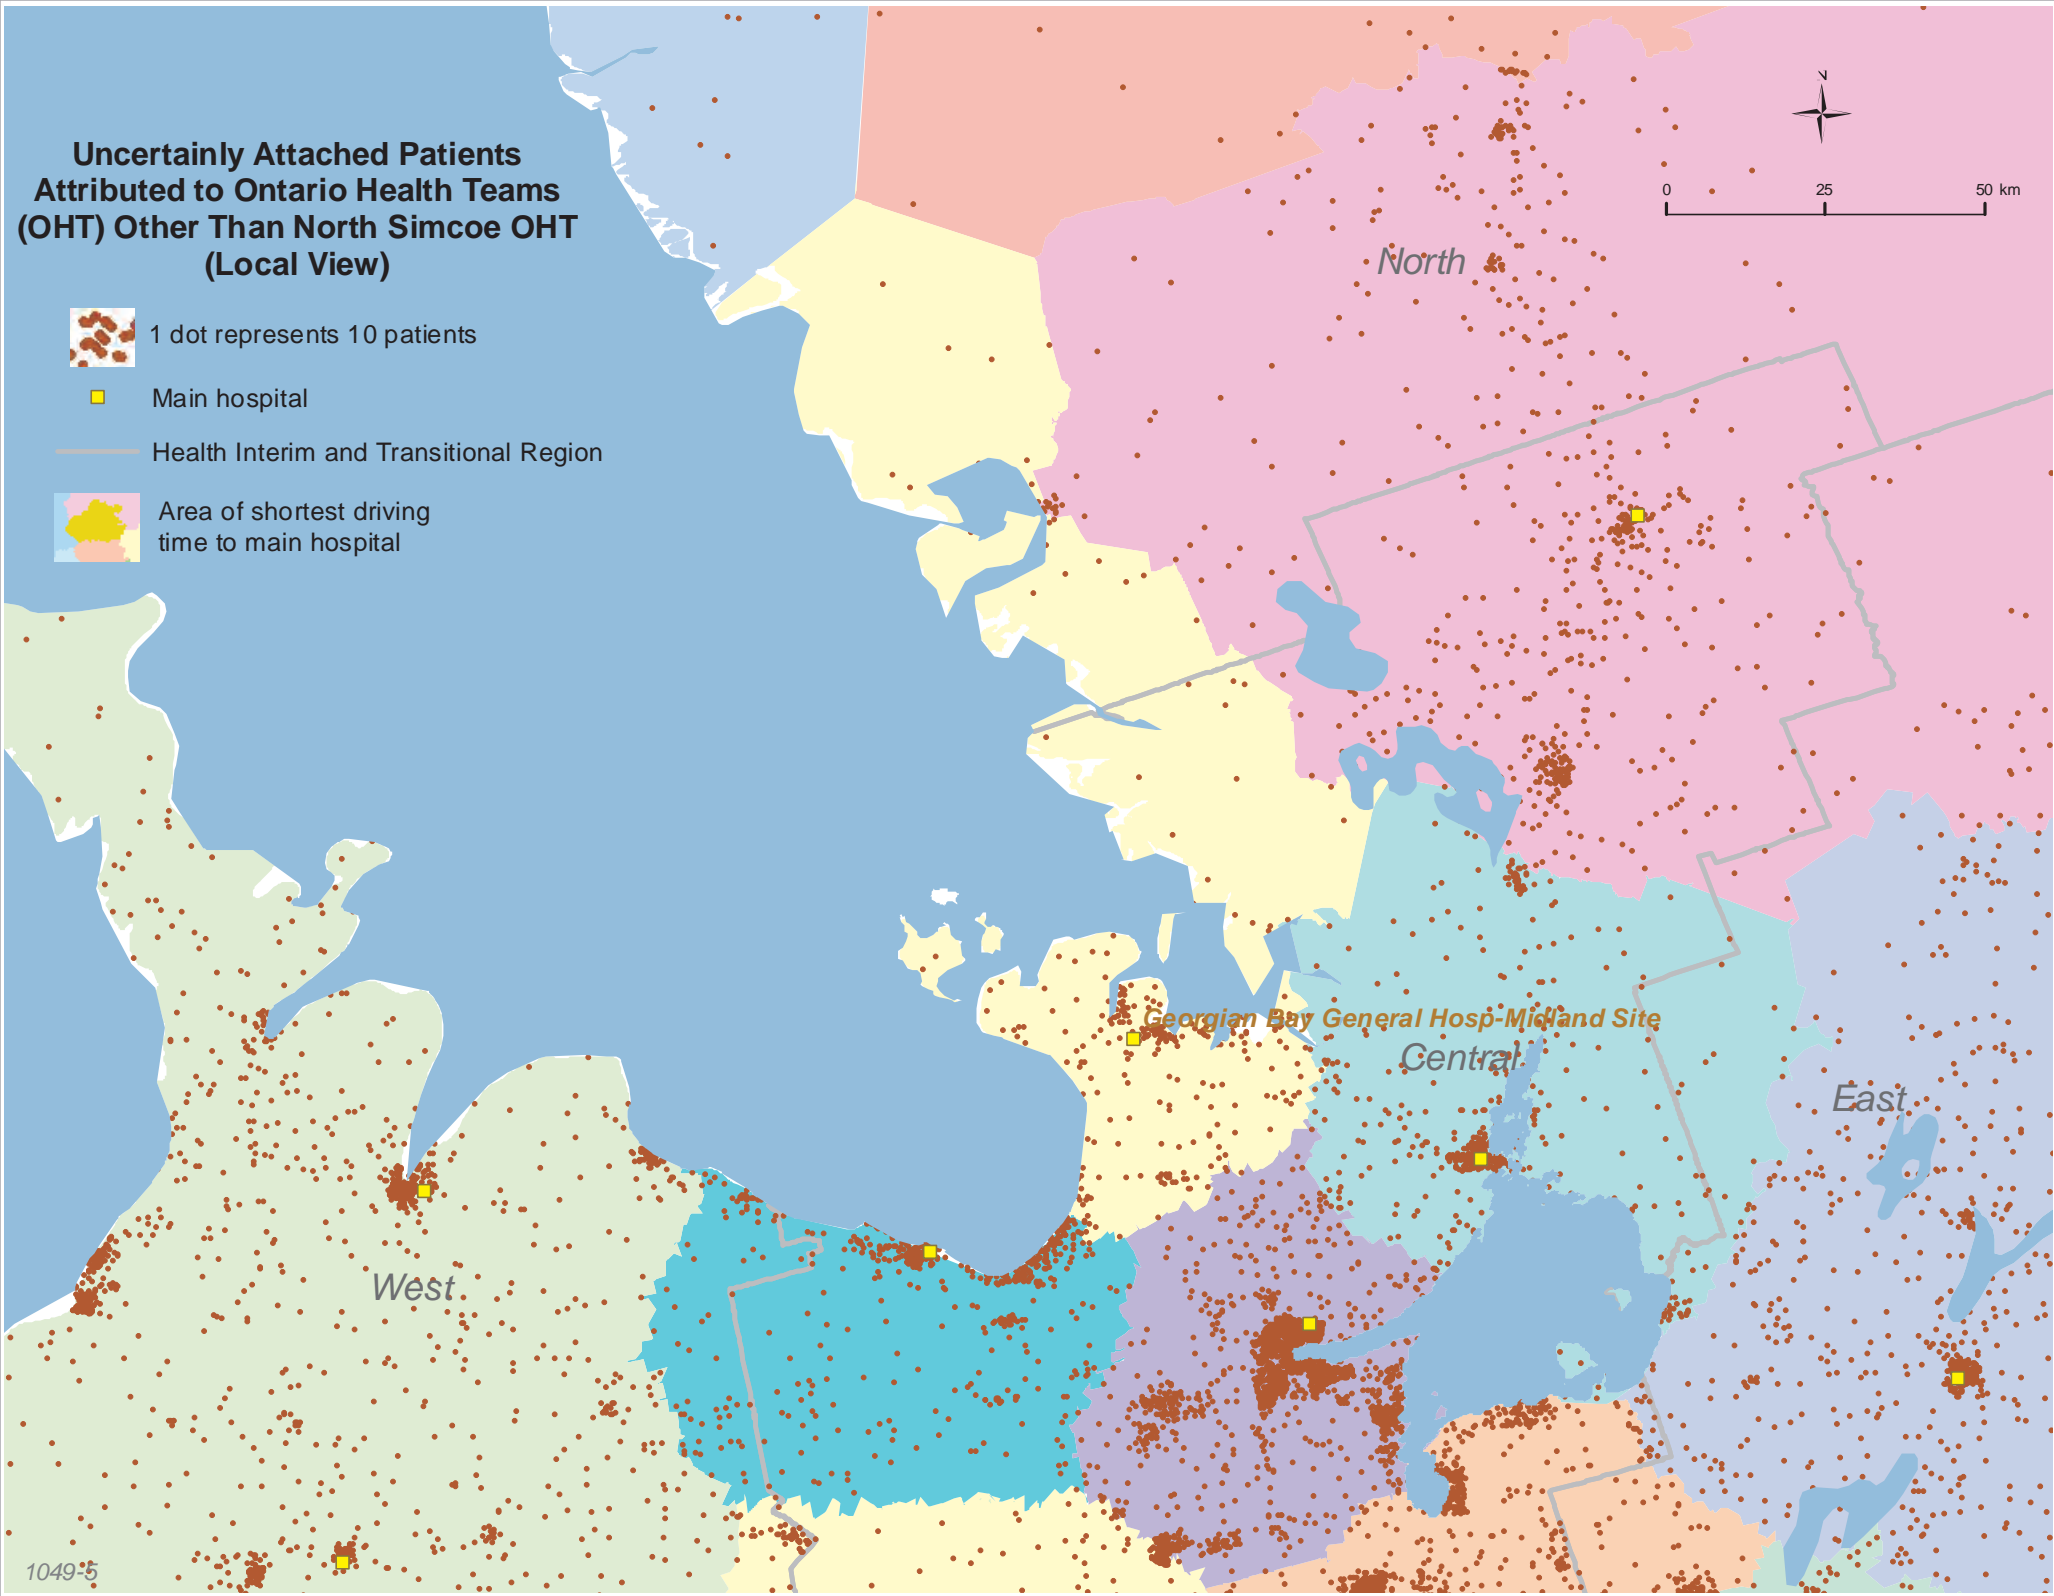 Uncertainly Attached Patients
Attributed to Ontario Health Teams
(OHT) Other Than North Simcoe OHT
(Local View)
1 dot represents 10 patients
Main hospital
Health Interim and Transitional Region
Area of shortest driving
time to main hospital
N
0 25 50 km
North
Georgian Bay General Hosp-Midland Site
Central
East
West
1049-5